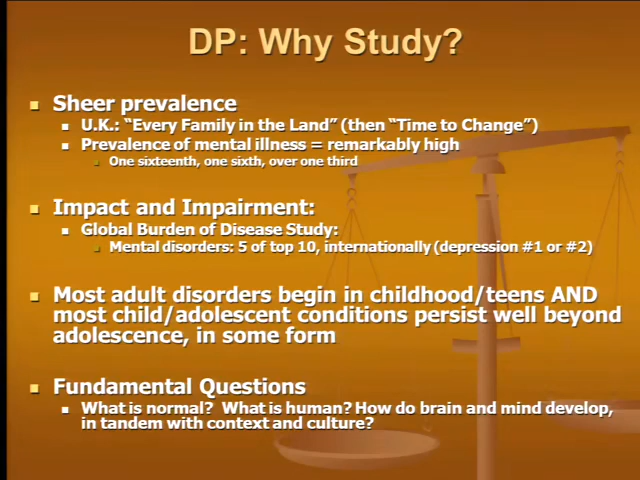 DP: Why Study?
Sheer prevalence
U.K.: “Every Family in the Land” (then “Time to Change”)
Prevalence of mental illness = remarkably high
One sixteenth, one sixth, over one third
Impact and Impairment:
Global Burden of Disease Study:
Mental disorders: 5 of top 10, internationally (depression #1 or #2)
Most adult disorders begin in childhood/teens AND
most child/adolescent conditions persist well beyond
adolescence, in some form
Fundamental Questions
What is normal?  What is human? How do brain and mind develop,
in tandem with context and culture?